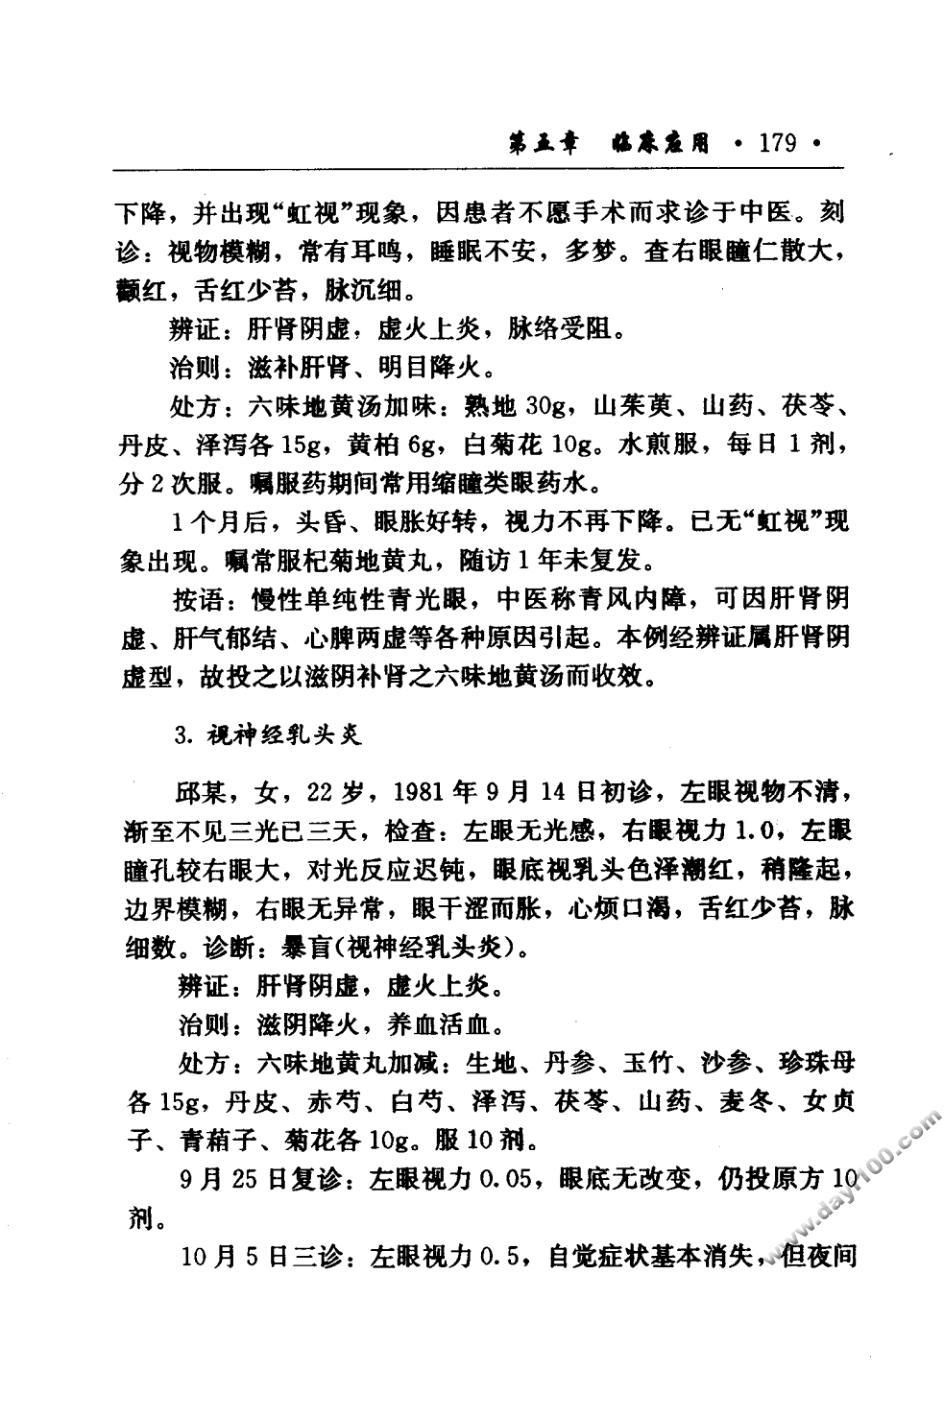 第五章 临床应用 · 179 ·
下降，并出现“虹视”现象，因患者不愿手术而求诊于中医。刻
诊：视物模糊，常有耳鸣，睡眠不安，多梦。查右眼瞳仁散大，
颧红，舌红少苔，脉沉细。
辨证：肝肾阴虚，虚火上炎，脉络受阻。
治则：滋补肝肾、明目降火。
处方：六味地黄汤加味：熟地 30g，山茱萸、山药、茯苓、
丹皮、泽泻各 15g，黄柏 6g，白菊花 10g。水煎服，每日 1 剂，
分 2 次服。嘱服药期间常用缩瞳类眼药水。
1 个月后，头昏、眼胀好转，视力不再下降。已无“虹视”现
象出现。嘱常服杞菊地黄丸，随访 1 年未复发。
按语：慢性单纯性青光眼，中医称青风内障，可因肝肾阴
虚、肝气郁结、心脾两虚等各种原因引起。本例经辨证属肝肾阴
虚型，故投之以滋阴补肾之六味地黄汤而收效。
3. 视神经乳头炎
邱某，女，22 岁，1981 年 9 月 14 日初诊，左眼视物不清，
渐至不见三光已三天，检查：左眼无光感，右眼视力 1.0，左眼
瞳孔较右眼大，对光反应迟钝，眼底视乳头色泽潮红，稍隆起，
边界模糊，右眼无异常，眼干涩而胀，心烦口渴，舌红少苔，脉
细数。诊断：暴盲(视神经乳头炎)。
辨证：肝肾阴虚，虚火上炎。
治则：滋阴降火，养血活血。
处方：六味地黄丸加减：生地、丹参、玉竹、沙参、珍珠母
各 15g，丹皮、赤芍、白芍、泽泻、茯苓、山药、麦冬、女贞
子、青葙子、菊花各 10g。服 10 剂。
9 月 25 日复诊：左眼视力 0.05，眼底无改变，仍投原方 10
剂。
10 月 5 日三诊：左眼视力 0.5，自觉症状基本消失，但夜间
www.dayi100.com